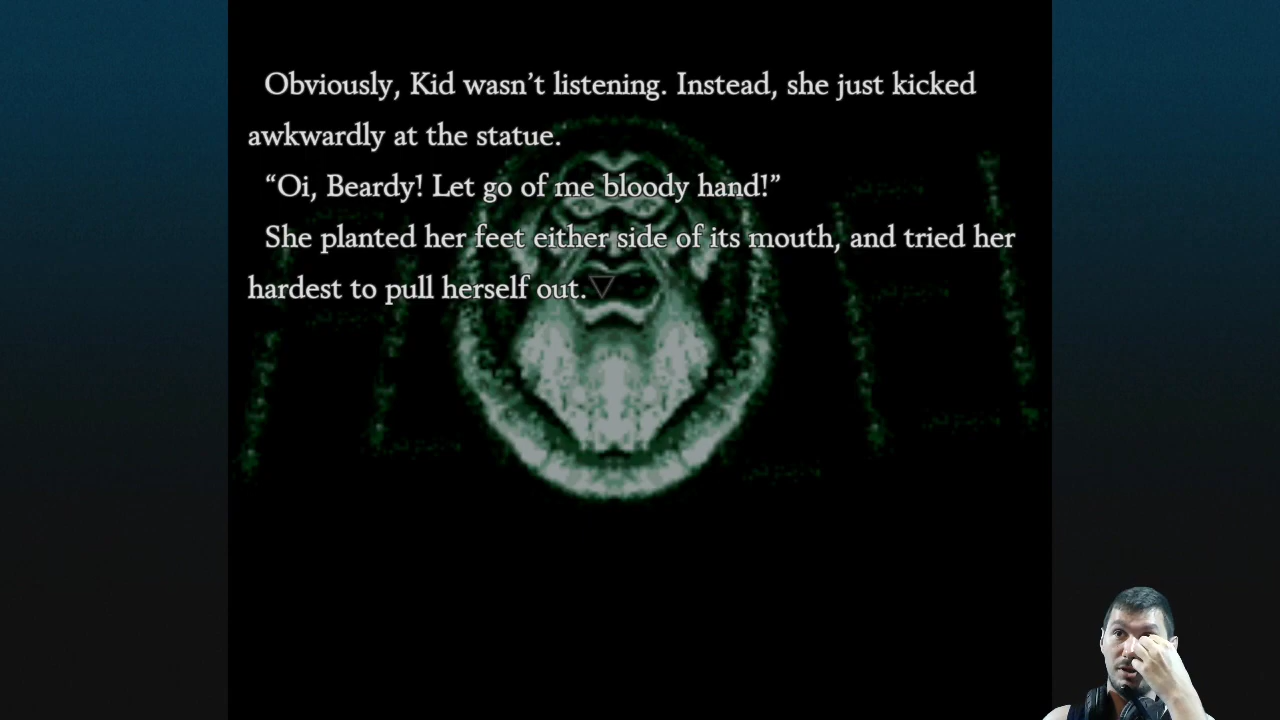 Obviously, Kid wasn’t listening. Instead, she just kicked
awkwardly at the statue.
“Oi, Beardy! Let go of me bloody hand!”
She planted her feet either side of its mouth, and tried her
hardest to pull herself out.